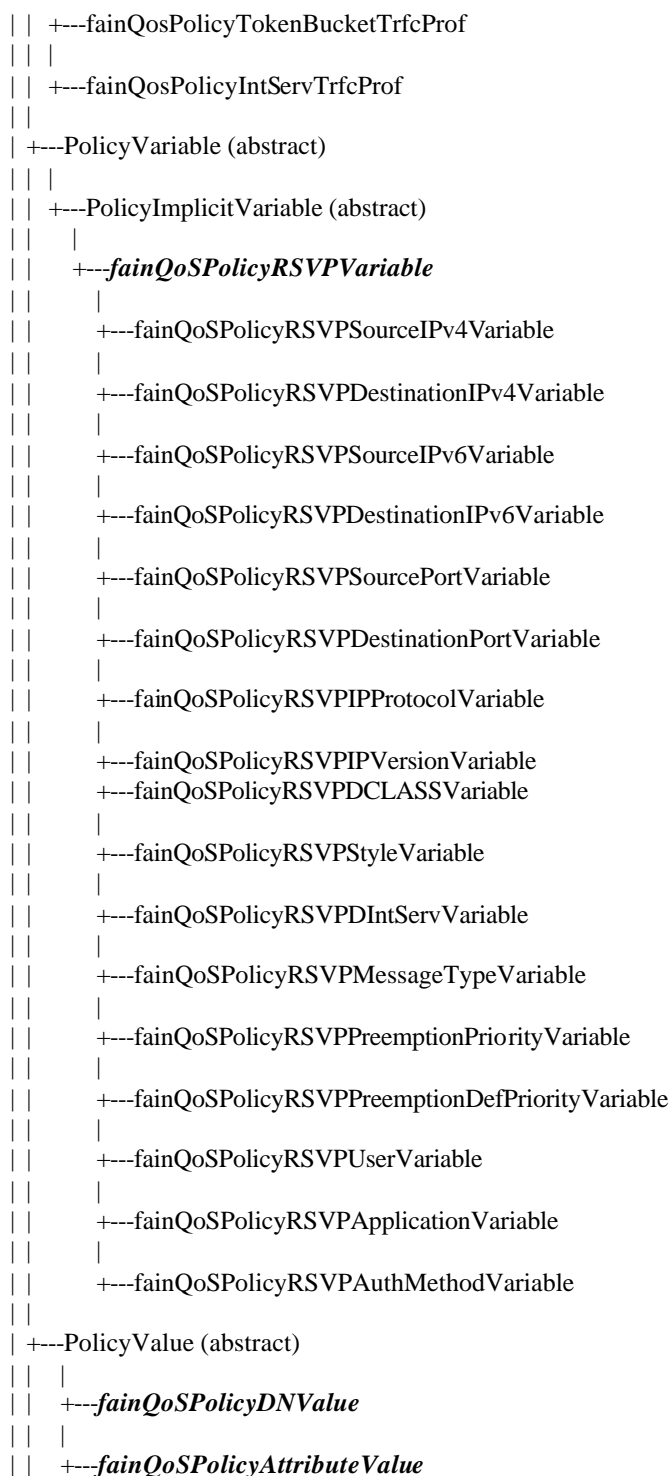 | | +---fainQosPolicyTokenBucketTrfcProf
| | |
| | +---fainQosPolicyIntServTrfcProf
| |
| +---PolicyVariable (abstract)
| | |
| | +---PolicyImplicitVariable (abstract)
| | |
| | +---fainQoSPolicyRSVPVariable
| | |
| | +---fainQoSPolicyRSVPSourceIPv4Variable
| | |
| | +---fainQoSPolicyRSVPDestinationIPv4Variable
| | |
| | +---fainQoSPolicyRSVPSourceIPv6Variable
| | |
| | +---fainQoSPolicyRSVPDestinationIPv6Variable
| | |
| | +---fainQoSPolicyRSVPSourcePortVariable
| | |
| | +---fainQoSPolicyRSVPDestinationPortVariable
| | |
| | +---fainQoSPolicyRSVPIPProtocolVariable
| | |
| | +---fainQoSPolicyRSVPIPVersionVariable
| | +---fainQoSPolicyRSVPDCLASSVariable
| | |
| | +---fainQoSPolicyRSVPStyleVariable
| | |
| | +---fainQoSPolicyRSVPDIntServVariable
| | |
| | +---fainQoSPolicyRSVPMessageTypeVariable
| | |
| | +---fainQoSPolicyRSVPPreemptionPriorityVariable
| | |
| | +---fainQoSPolicyRSVPPreemptionDefPriorityVariable
| | |
| | +---fainQoSPolicyRSVPUserVariable
| | |
| | +---fainQoSPolicyRSVPApplicationVariable
| | |
| | +---fainQoSPolicyRSVPAuthMethodVariable
| |
| +---PolicyValue (abstract)
| | |
| | +---fainQoSPolicyDNValue
| | |
| | +---fainQoSPolicyAttributeValue